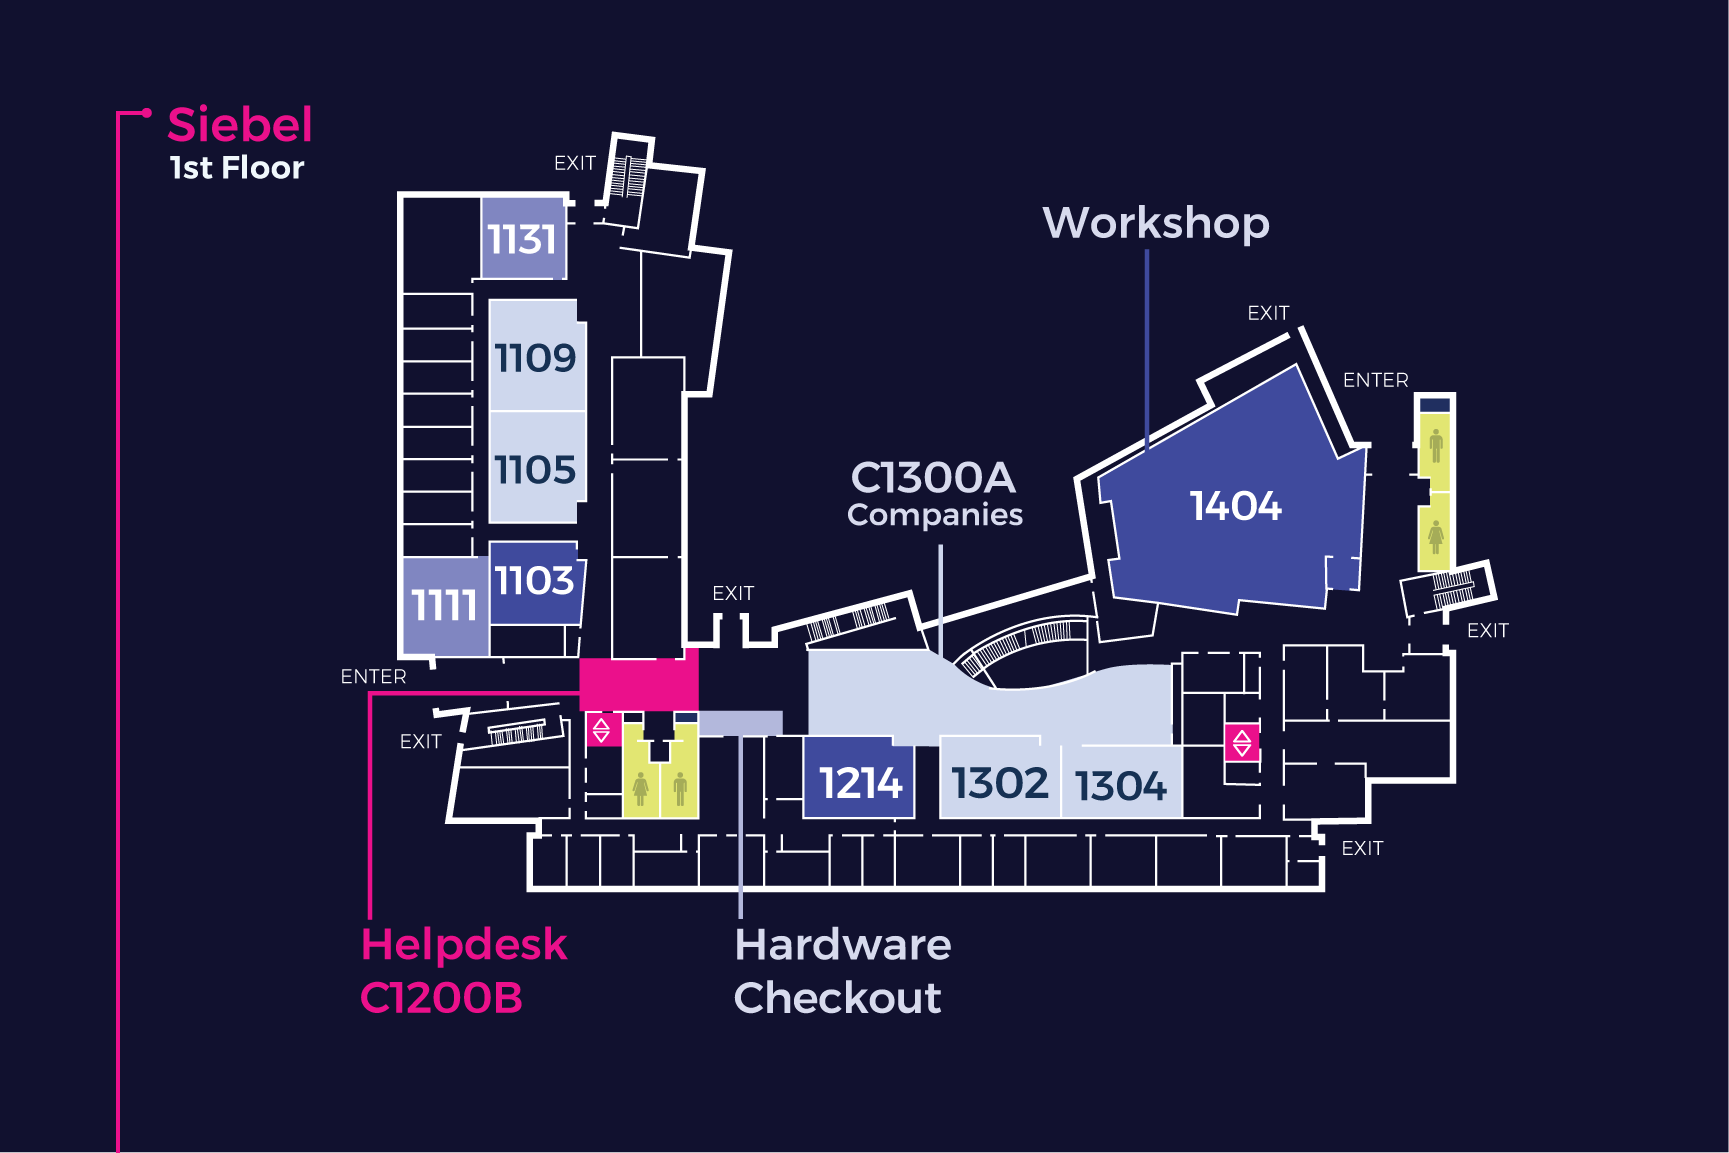 Siebel
1st Floor
EXIT
1131
Workshop
EXIT
1109
ENTER
1105
C1300A
Companies
1404
1103
1111
EXIT
EXIT
ENTER
EXIT
1214
1302
1304
EXIT
Helpdesk
C1200B
Hardware
Checkout